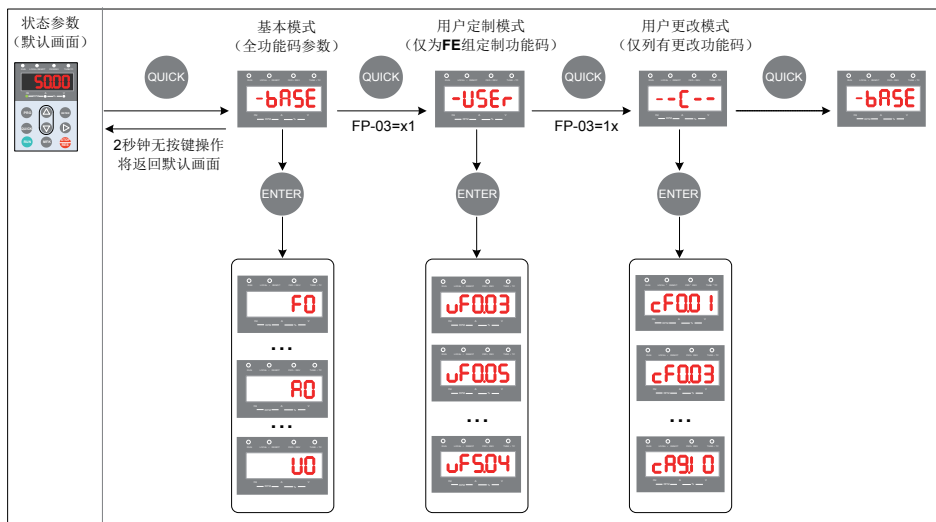 状态参数
(默认画面)
50.00
基本模式
(全功能码参数)
用户定制模式
(仅为FE组定制功能码)
用户更改模式
(仅列有更改功能码)
QUICK
-bASE
QUICK
-USEr
QUICK
--C--
QUICK
-bASE
FP-03=x1
FP-03=1x
2秒钟无按键操作
将返回默认画面
ENTER
ENTER
ENTER
F0
...
A0
...
U0
uF0.03
uF0.05
...
uF5.04
cF0.01
cF0.03
...
cA9.10